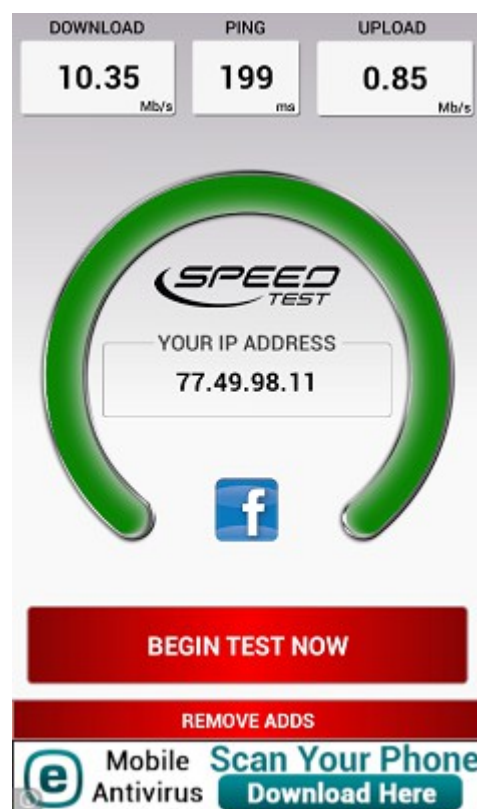 DOWNLOAD PING UPLOAD
10.35 199 0.85
Mb/s ms Mb/s
SPEED
TEST
YOUR IP ADDRESS
77.49.98.11
f
BEGIN TEST NOW
REMOVE ADDS
e Mobile Antivirus
Scan Your Phone
Download Here